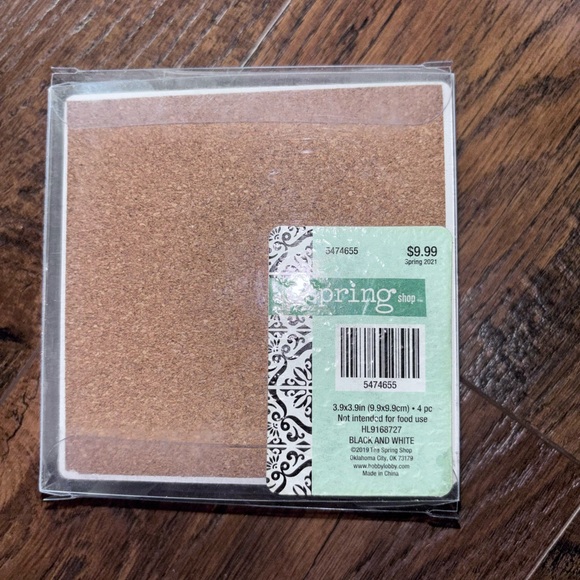 5474655
$9.99
Spring 2021
spring shop
5474655
3.9x3.9in (9.9x9.9cm) • 4 pc
Not intended for food use
HL9168727
BLACK AND WHITE
©2019 The Spring Shop
Oklahoma City, OK 73179
www.hobbylobby.com
Made in China